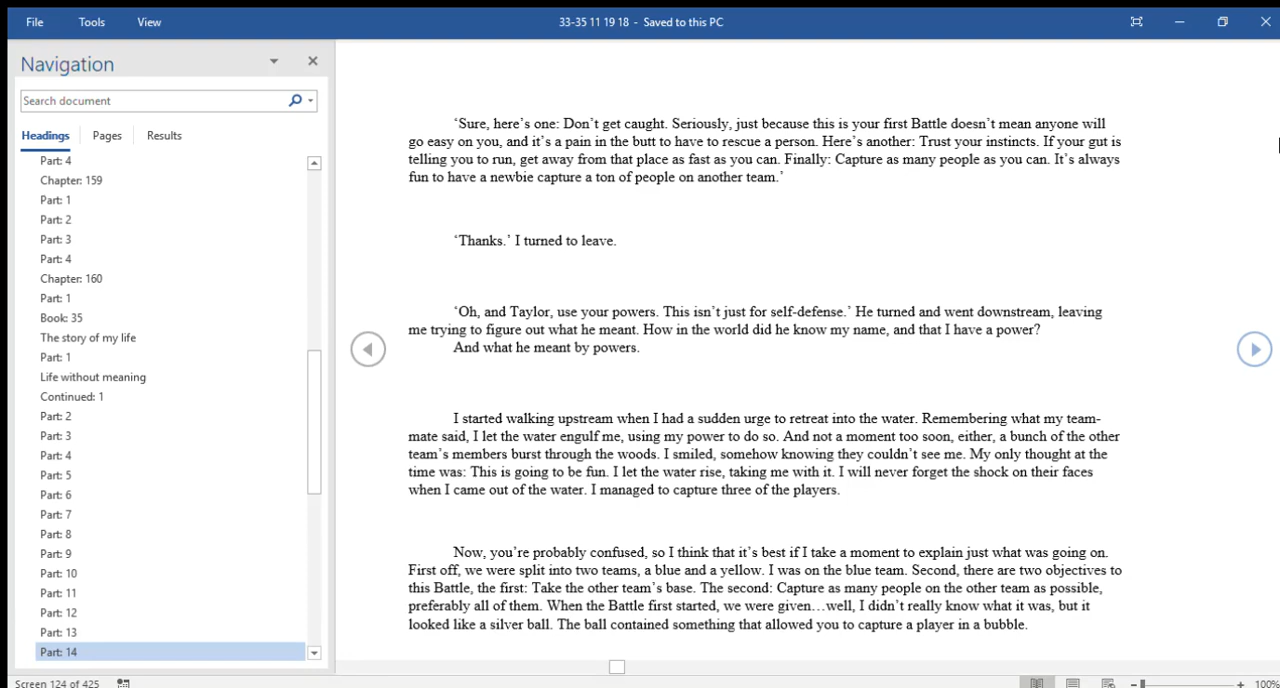 File Tools View 33-35 11 19 18 - Saved to this PC
Navigation
Search document
Headings Pages Results
Part: 4
Chapter: 159
Part: 1
Part: 2
Part: 3
Part: 4
Chapter: 160
Part: 1
Book: 35
The story of my life
Part: 1
Life without meaning
Continued: 1
Part: 2
Part: 3
Part: 4
Part: 5
Part: 6
Part: 7
Part: 8
Part: 9
Part: 10
Part: 11
Part: 12
Part: 13
Part: 14
‘Sure, here’s one: Don’t get caught. Seriously, just because this is your first Battle doesn’t mean anyone will
go easy on you, and it’s a pain in the butt to have to rescue a person. Here’s another: Trust your instincts. If your gut is
telling you to run, get away from that place as fast as you can. Finally: Capture as many people as you can. It’s always
fun to have a newbie capture a ton of people on another team.’
‘Thanks.’ I turned to leave.
‘Oh, and Taylor, use your powers. This isn’t just for self-defense.’ He turned and went downstream, leaving
me trying to figure out what he meant. How in the world did he know my name, and that I have a power?
And what he meant by powers.
I started walking upstream when I had a sudden urge to retreat into the water. Remembering what my team-
mate said, I let the water engulf me, using my power to do so. And not a moment too soon, either, a bunch of the other
team’s members burst through the woods. I smiled, somehow knowing they couldn’t see me. My only thought at the
time was: This is going to be fun. I let the water rise, taking me with it. I will never forget the shock on their faces
when I came out of the water. I managed to capture three of the players.
Now, you’re probably confused, so I think that it’s best if I take a moment to explain just what was going on.
First off, we were split into two teams, a blue and a yellow. I was on the blue team. Second, there are two objectives to
this Battle, the first: Take the other team’s base. The second: Capture as many people on the other team as possible,
preferably all of them. When the Battle first started, we were given…well, I didn’t really know what it was, but it
looked like a silver ball. The ball contained something that allowed you to capture a player in a bubble.
Screen 124 of 425 100%